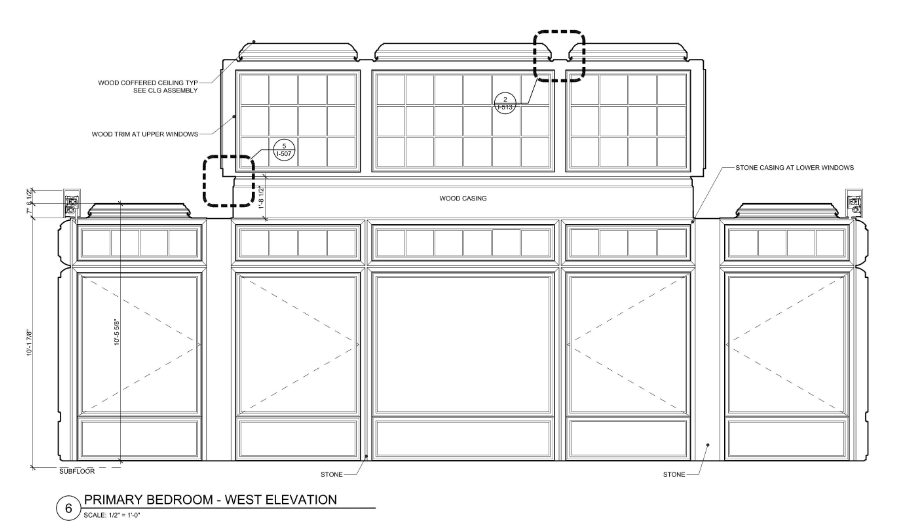 WOOD COFFERED CEILING TYP
SEE CLG ASSEMBLY
2
I-513
WOOD TRIM AT UPPER WINDOWS
5
I-507
STONE CASING AT LOWER WINDOWS
1'-8 1/2"
WOOD CASING
7" 6 1/2"
10'-1 7/8"
10'-5 5/8"
SUBFLOOR
STONE
STONE
6
PRIMARY BEDROOM - WEST ELEVATION
SCALE: 1/2" = 1'-0"